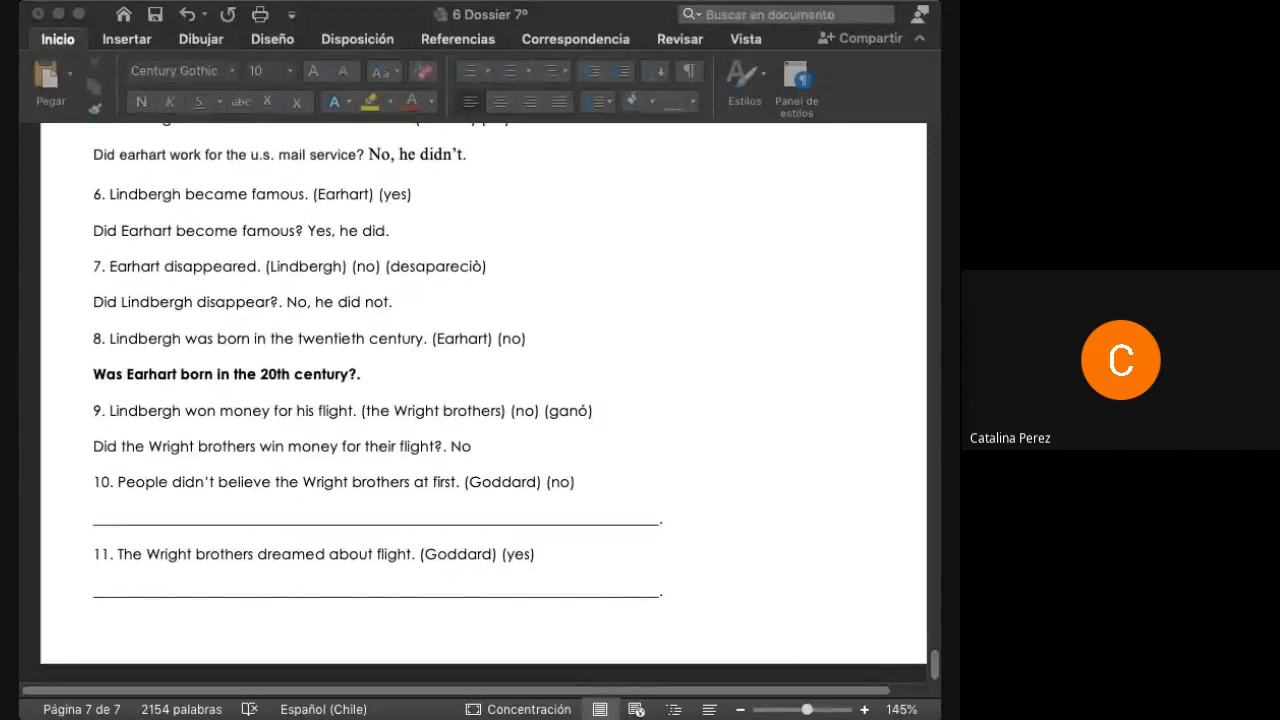 6 Dossier 7º
Buscar en documento
Inicio Insertar Dibujar Diseño Disposición Referencias Correspondencia Revisar Vista Compartir
Pegar
Century Gothic 10
N K S abc X X A A
Estilos
Panel de estilos
Did earhart work for the u.s. mail service? No, he didn't.
6. Lindbergh became famous. (Earhart) (yes)
Did Earhart become famous? Yes, he did.
7. Earhart disappeared. (Lindbergh) (no) (desapareciò)
Did Lindbergh disappear?. No, he did not.
8. Lindbergh was born in the twentieth century. (Earhart) (no)
Was Earhart born in the 20th century?.
9. Lindbergh won money for his flight. (the Wright brothers) (no) (ganó)
Did the Wright brothers win money for their flight?. No
10. People didn't believe the Wright brothers at first. (Goddard) (no)
11. The Wright brothers dreamed about flight. (Goddard) (yes)
Página 7 de 7 2154 palabras Español (Chile) Concentración 145%
C
Catalina Perez